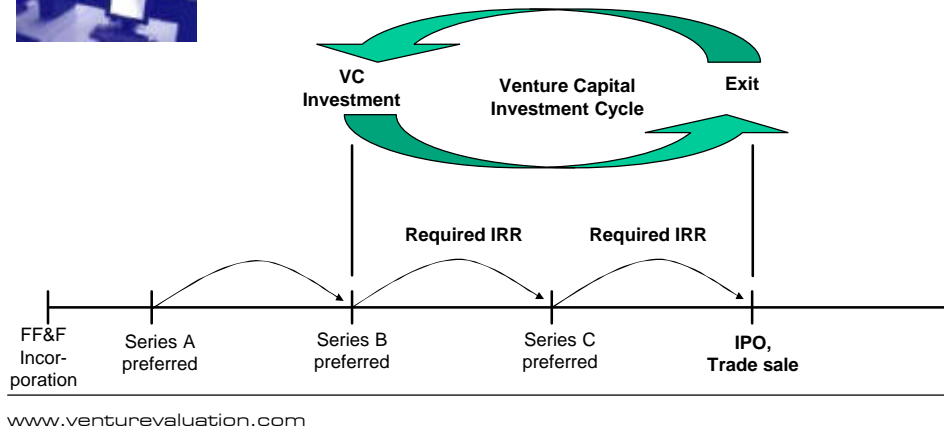 VC
Investment
Venture Capital
Investment Cycle
Exit
Required IRR
Required IRR
FF&F
Incor-
poration
Series A
preferred
Series B
preferred
Series C
preferred
IPO,
Trade sale
www.venturevaluation.com